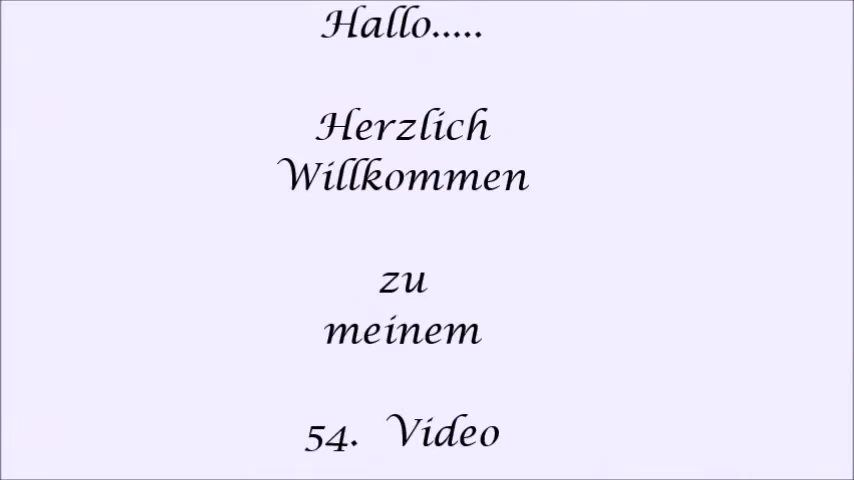 Hallo.....
Herzlich
Willkommen
zu
meinem
54. Video